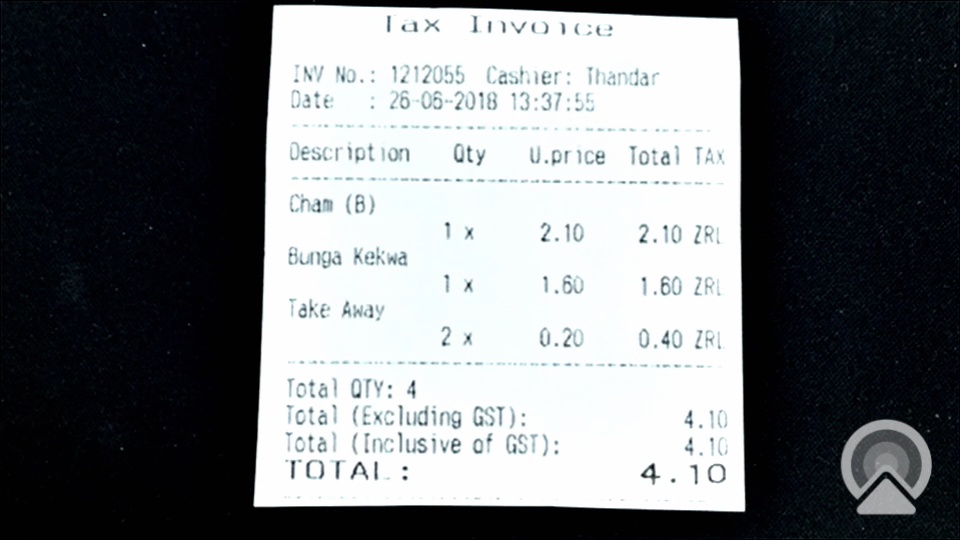 Tax Invoice
INV No.: 1212055 Cashier: Thandar
Date : 26-06-2018 13:37:55
Description Qty U.price Total TAX
Cham (B)
1 x 2.10 2.10 ZRL
Bunga Kekwa
1 x 1.60 1.60 ZRL
Take Away
2 x 0.20 0.40 ZRL
Total QTY: 4
Total (Excluding GST): 4.10
Total (Inclusive of GST): 4.10
TOTAL: 4.10